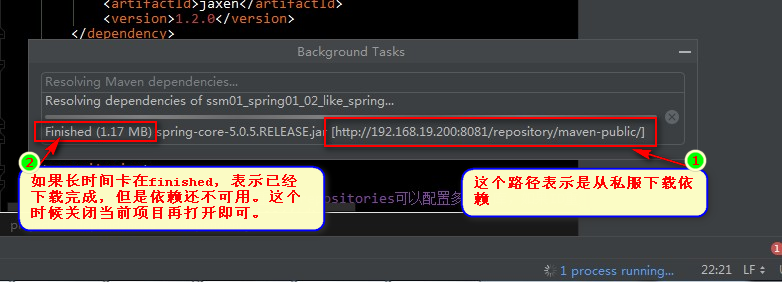 <artifactId>jaxen</artifactId>
<version>1.2.0</version>
</dependency>
Background Tasks
Resolving Maven dependencies...
Resolving dependencies of ssm01_spring01_02_like_spring...
Finished (1.17 MB) spring-core-5.0.5.RELEASE.jar [http://192.168.19.200:8081/repository/maven-public/]
2
如果长时间卡在finished，表示已经
下载完成，但是依赖还不可用。这个
时候关闭当前项目再打开即可。
1
这个路径表示是从私服下载依
赖
ositories可以配置多
1
1 process running...
22:21
LF